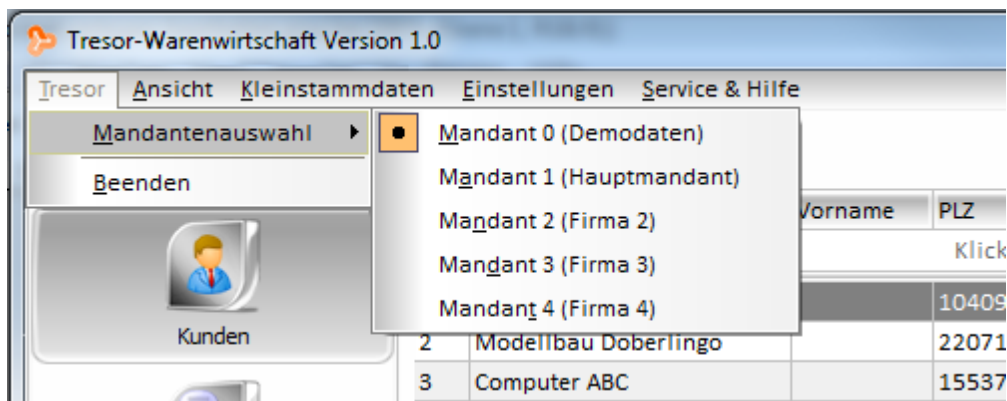 Tresor-Warenwirtschaft Version 1.0
Tresor Ansicht Kleinstammdaten Einstellungen Service & Hilfe
Mandantenauswahl
Beenden
Mandant 0 (Demodaten)
Mandant 1 (Hauptmandant)
Mandant 2 (Firma 2)
Mandant 3 (Firma 3)
Mandant 4 (Firma 4)
Kunden
Vorname PLZ
Klick
10409
2 Modellbau Doberlingo 22071
3 Computer ABC 15537